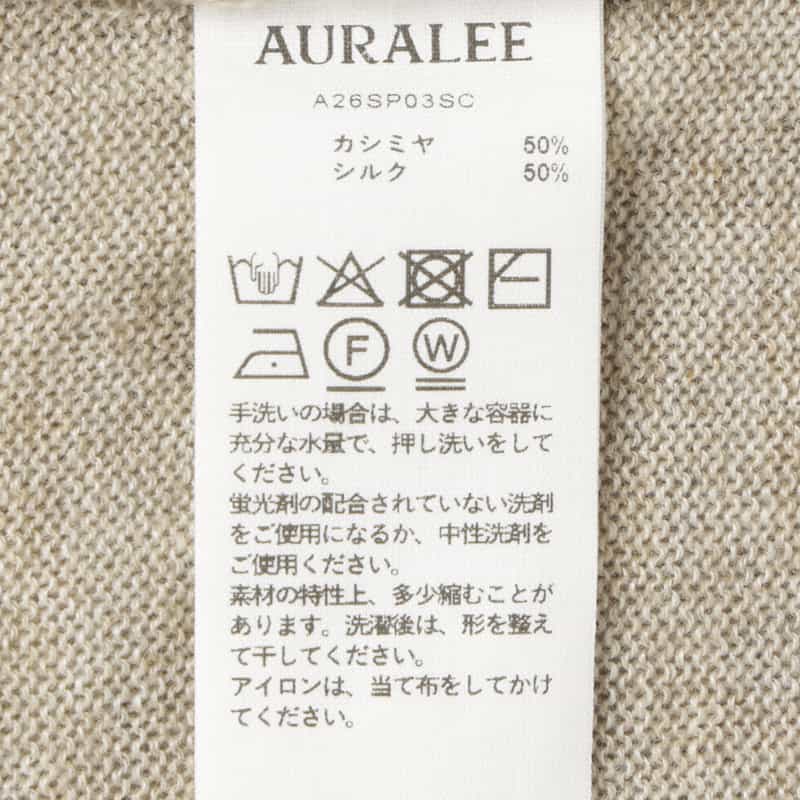 AURALEE
A26SP03SC
カシミヤ 50%
シルク 50%
F W
手洗いの場合は、大きな容器に
充分な水量で、押し洗いをして
ください。
蛍光剤の配合されていない洗剤
をご使用になるか、中性洗剤を
ご使用ください。
素材の特性上、多少縮むことが
あります。洗濯後は、形を整え
て干してください。
アイロンは、当て布をしてかけ
てください。